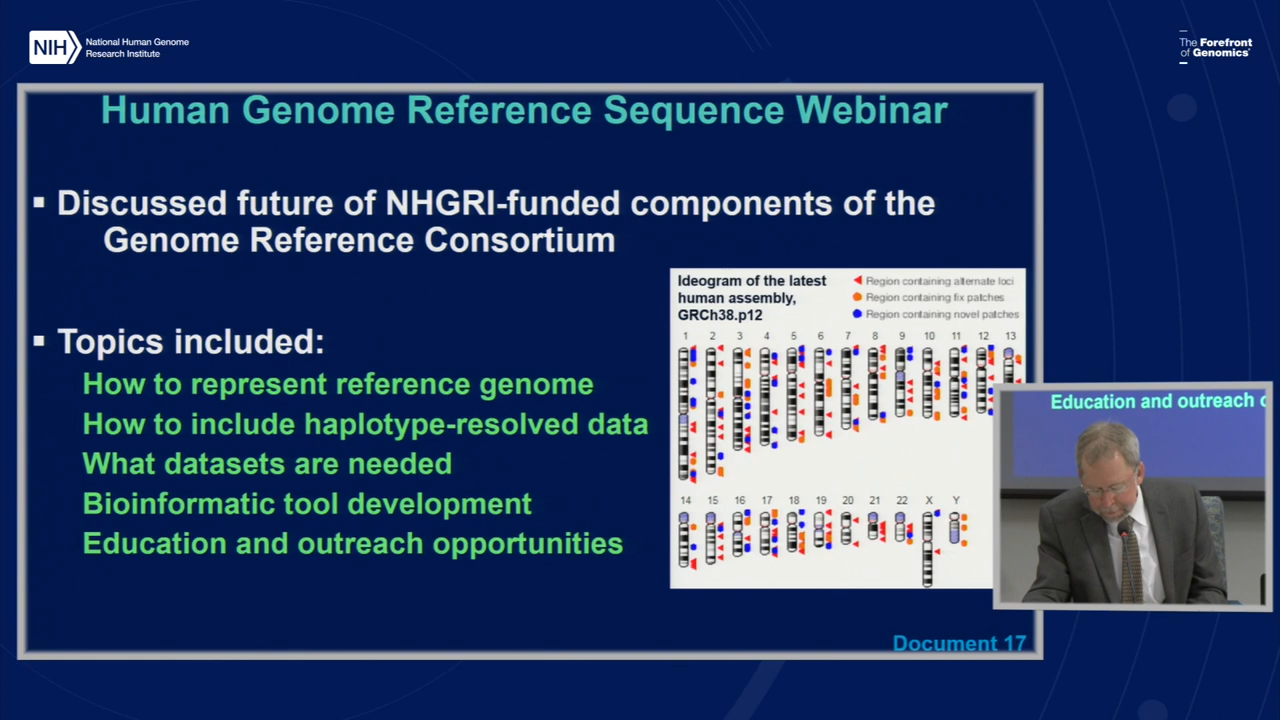 NIH
National Human Genome
Research Institute
The Forefront
of Genomics®
Human Genome Reference Sequence Webinar
▪ Discussed future of NHGRI-funded components of the
Genome Reference Consortium
▪ Topics included:
How to represent reference genome
How to include haplotype-resolved data
What datasets are needed
Bioinformatic tool development
Education and outreach opportunities
Ideogram of the latest
human assembly,
GRCh38.p12
Region containing alternate loci
Region containing fix patches
Region containing novel patches
1 2 3 4 5 6 7 8 9 10 11 12 13
14 15 16 17 18 19 20 21 22 X Y
Education and outreach o
Document 17